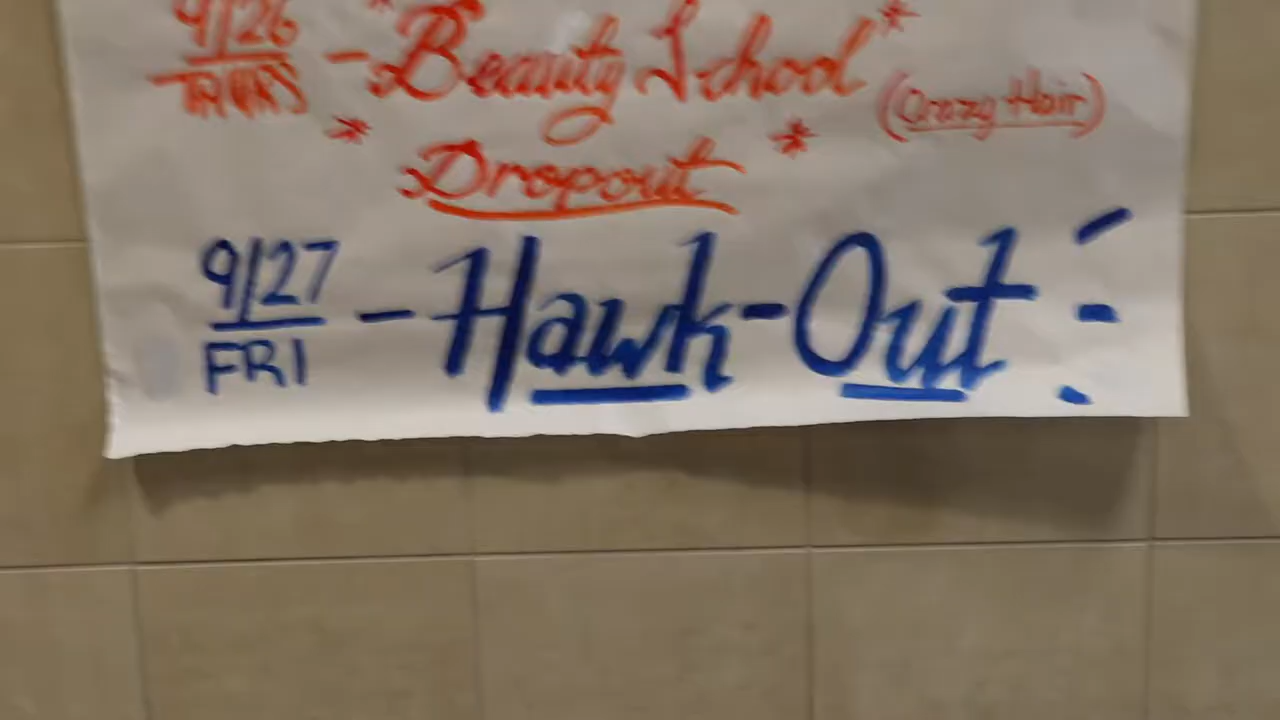 9/26 - *Beauty School*
THURS (Crazy Hair)
* Dropout *
9/27 - Hawk-Out
FRI